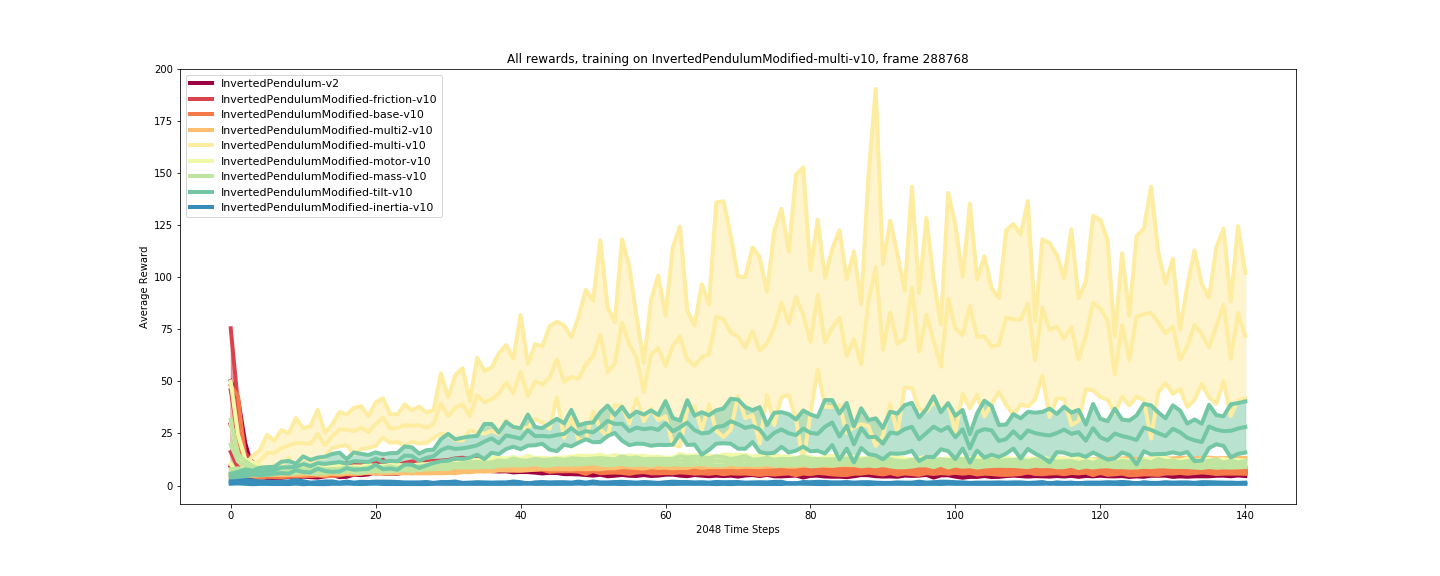 All rewards, training on InvertedPendulumModified-multi-v10, frame 288768
200
175
150
125
100
75
50
25
0
Average Reward
InvertedPendulum-v2
InvertedPendulumModified-friction-v10
InvertedPendulumModified-base-v10
InvertedPendulumModified-multi2-v10
InvertedPendulumModified-multi-v10
InvertedPendulumModified-motor-v10
InvertedPendulumModified-mass-v10
InvertedPendulumModified-tilt-v10
InvertedPendulumModified-inertia-v10
0 20 40 60 80 100 120 140
2048 Time Steps